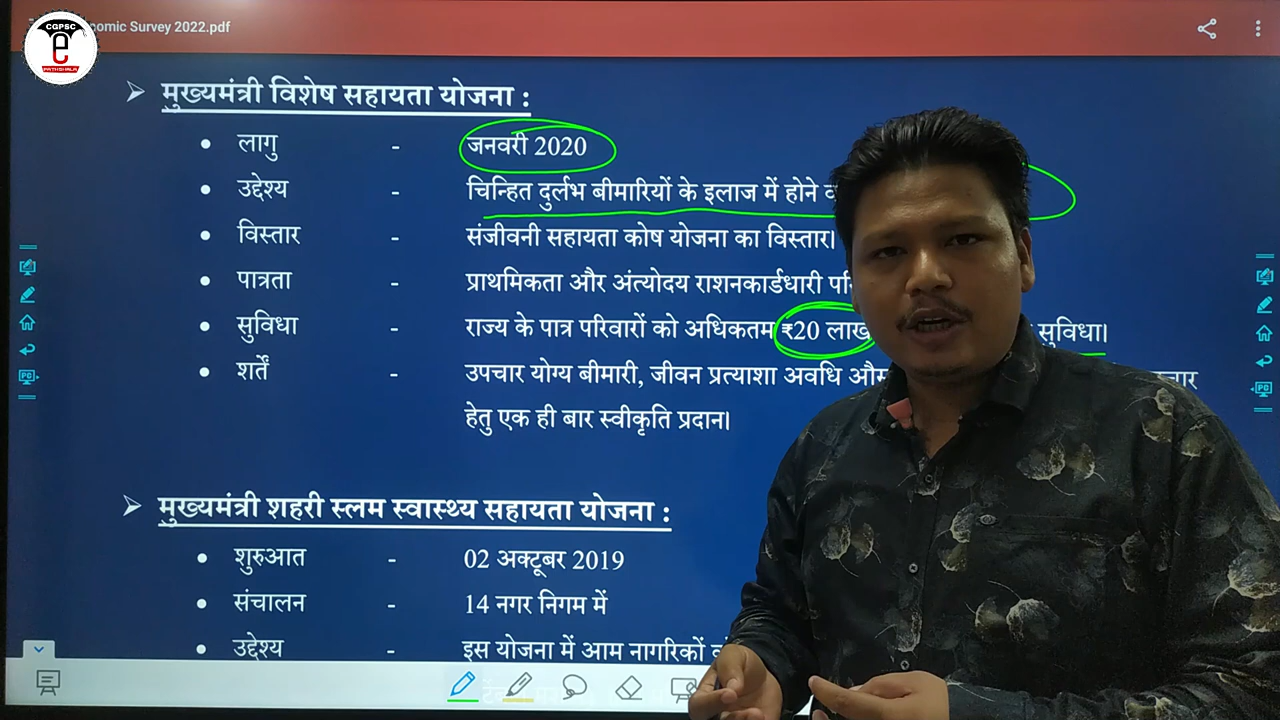 CGPSC
e
PATHSHALA
omic Survey 2022.pdf
मुख्यमंत्री विशेष सहायता योजना :
लागु - जनवरी 2020
उद्देश्य - चिन्हित दुर्लभ बीमारियों के इलाज में होने
विस्तार - संजीवनी सहायता कोष योजना का विस्तार।
पात्रता - प्राथमिकता और अंत्योदय राशनकार्डधारी
सुविधा - राज्य के पात्र परिवारों को अधिकतम ₹20 लाख सुविधा।
शर्तें - उपचार योग्य बीमारी, जीवन प्रत्याशा अवधि
हेतु एक ही बार स्वीकृति प्रदान।
मुख्यमंत्री शहरी स्लम स्वास्थ्य सहायता योजना :
शुरुआत - 02 अक्टूबर 2019
संचालन - 14 नगर निगम में
उद्देश्य - इस योजना में आम नागरिकों